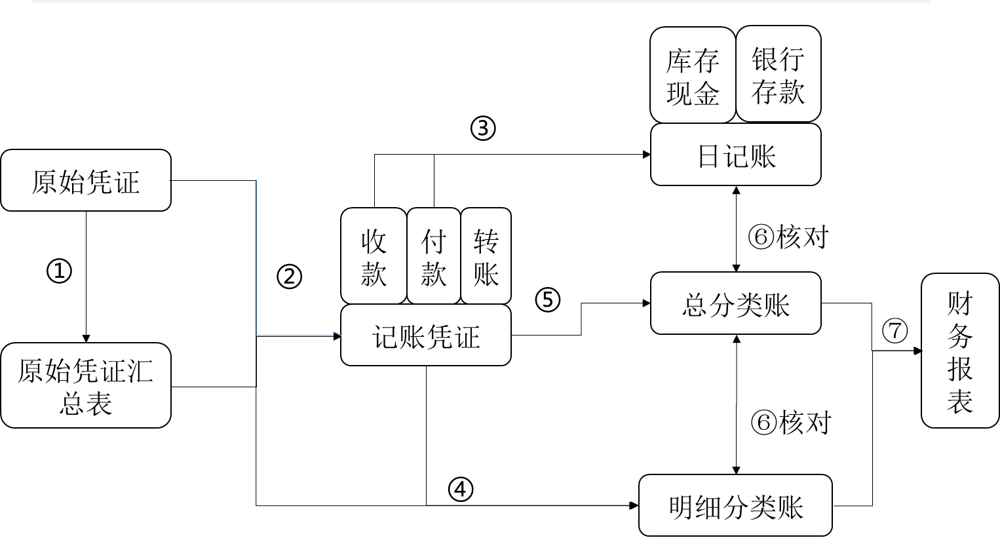 库存
现金
银行
存款
③
日记账
原始凭证
①
②
收
款
付
款
转
账
⑥核对
⑤
记账凭证
总分类账
⑦
财
务
报
表
原始凭证汇
总表
⑥核对
④
明细分类账